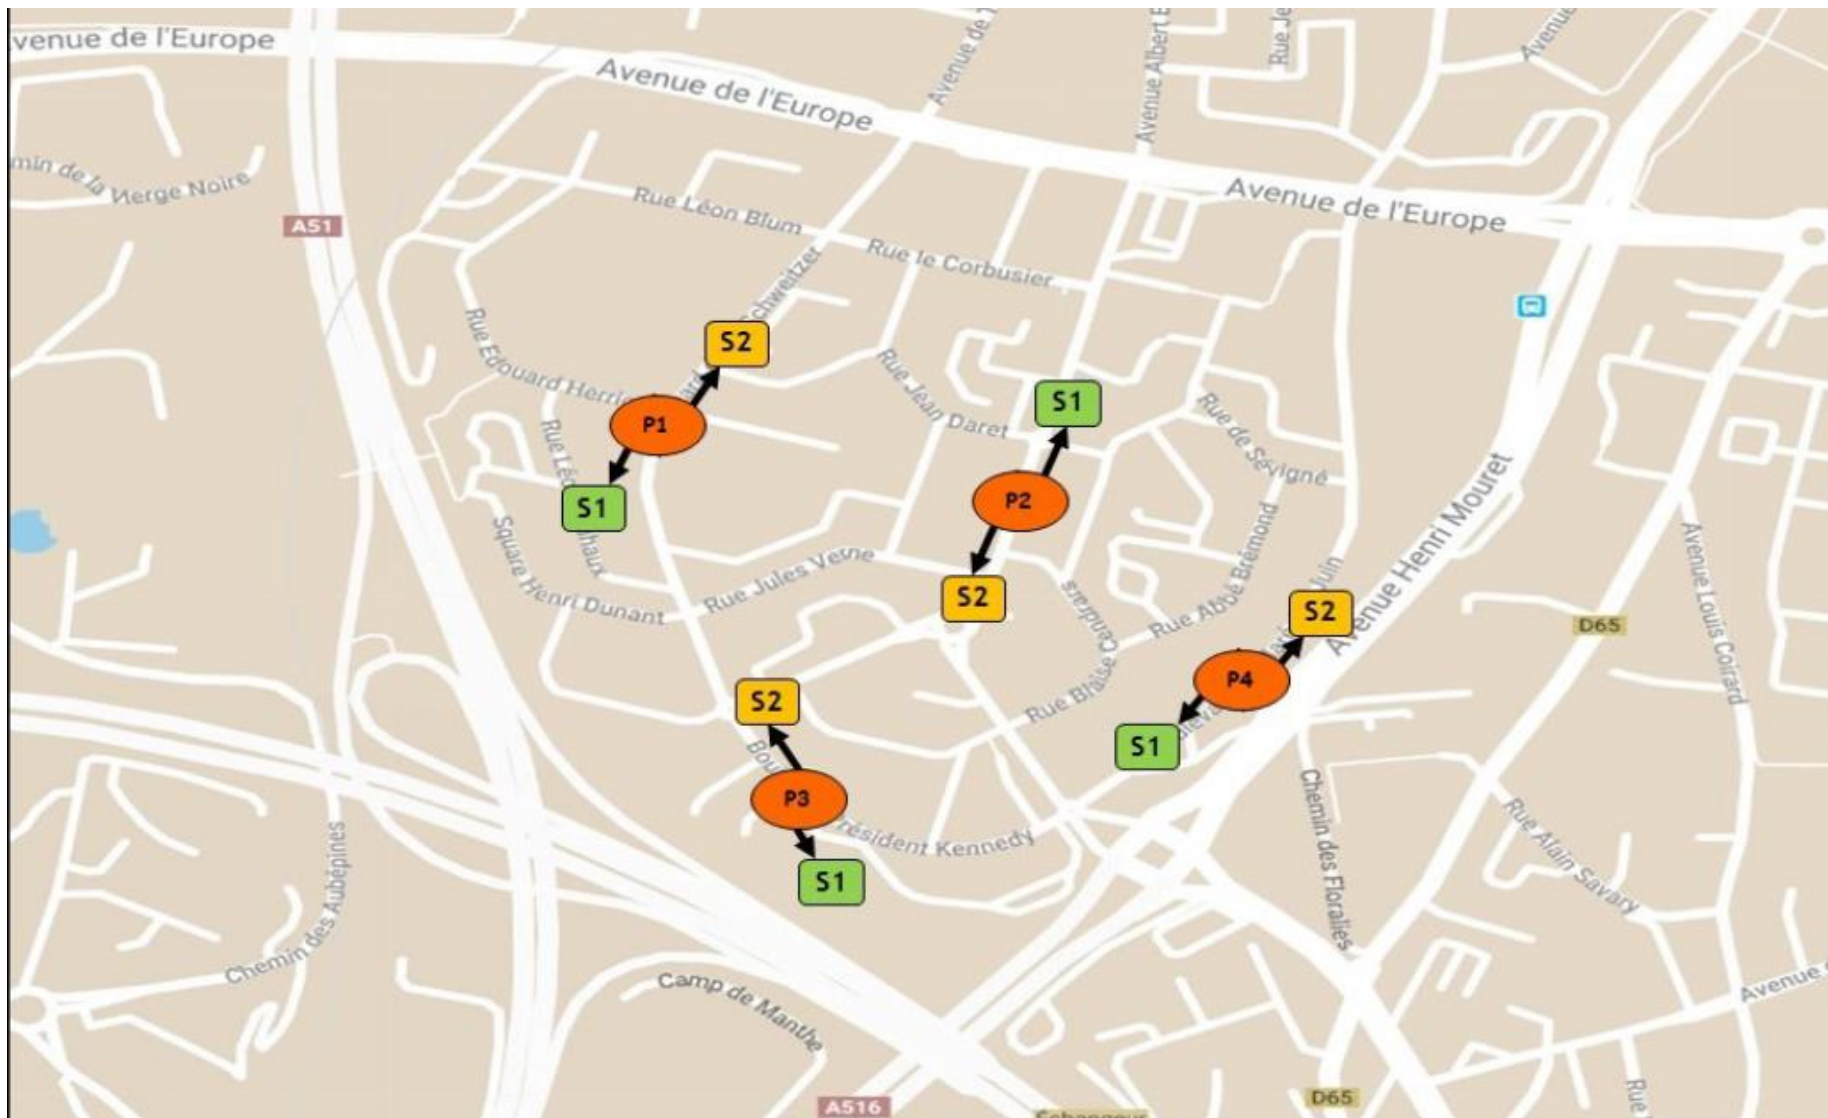 venue de l'Europe
Avenue de l'Europe
Avenue Albert
Avenue
min de la Vierge Noire
A51
Rue Léon Blum
Avenue de l'Europe
Rue le Corbusier
Schweitzet
S2
Rue Edouard Herri
P1
S1
Rue Jean Daret
S1
P2
S2
Rue de Sévigné
Avenue Henri Mouret
Square Henri Dunant
Rue Jules Verne
Rue Abbé Brémond
Rue Blaise Cendrars
S2
P4
S1
D65
Avenue Louis Coirard
S2
P3
S1
Président Kennedy
Chemin des Floralies
Rue Alain Savary
Chemin des Aubépines
Camp de Manthe
Avenue
A516
D65
Rue